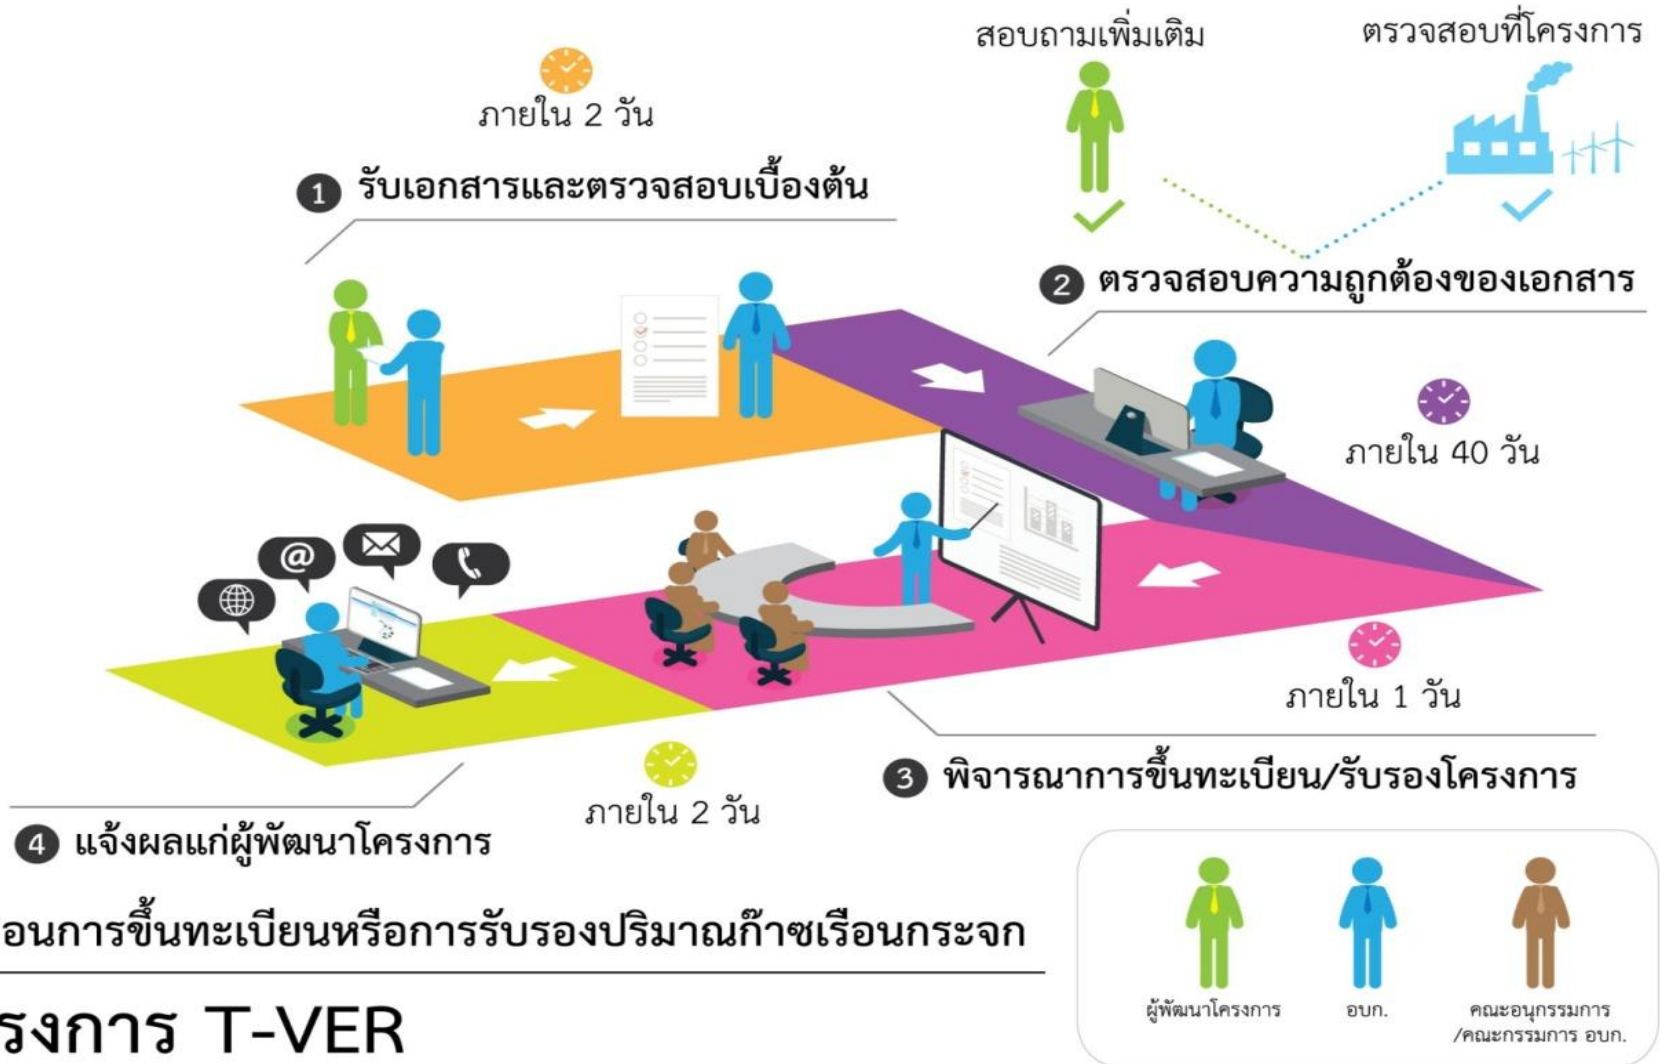 สอบถามเพิ่มเติม
ตรวจสอบที่โครงการ
ภายใน 2 วัน
1 รับเอกสารและตรวจสอบเบื้องต้น
2 ตรวจสอบความถูกต้องของเอกสาร
ภายใน 40 วัน
@
ภายใน 1 วัน
3 พิจารณาการขึ้นทะเบียน/รับรองโครงการ
ภายใน 2 วัน
4 แจ้งผลแก่ผู้พัฒนาโครงการ
อนการขึ้นทะเบียนหรือการรับรองปริมาณก๊าซเรือนกระจก
รงการ T-VER
ผู้พัฒนาโครงการ
อบก.
คณะอนุกรรมการ
/คณะกรรมการ อบก.